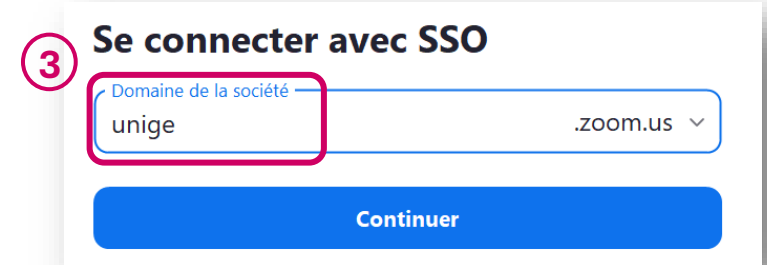 Se connecter avec SSO
3
Domaine de la société
unige .zoom.us
Continuer